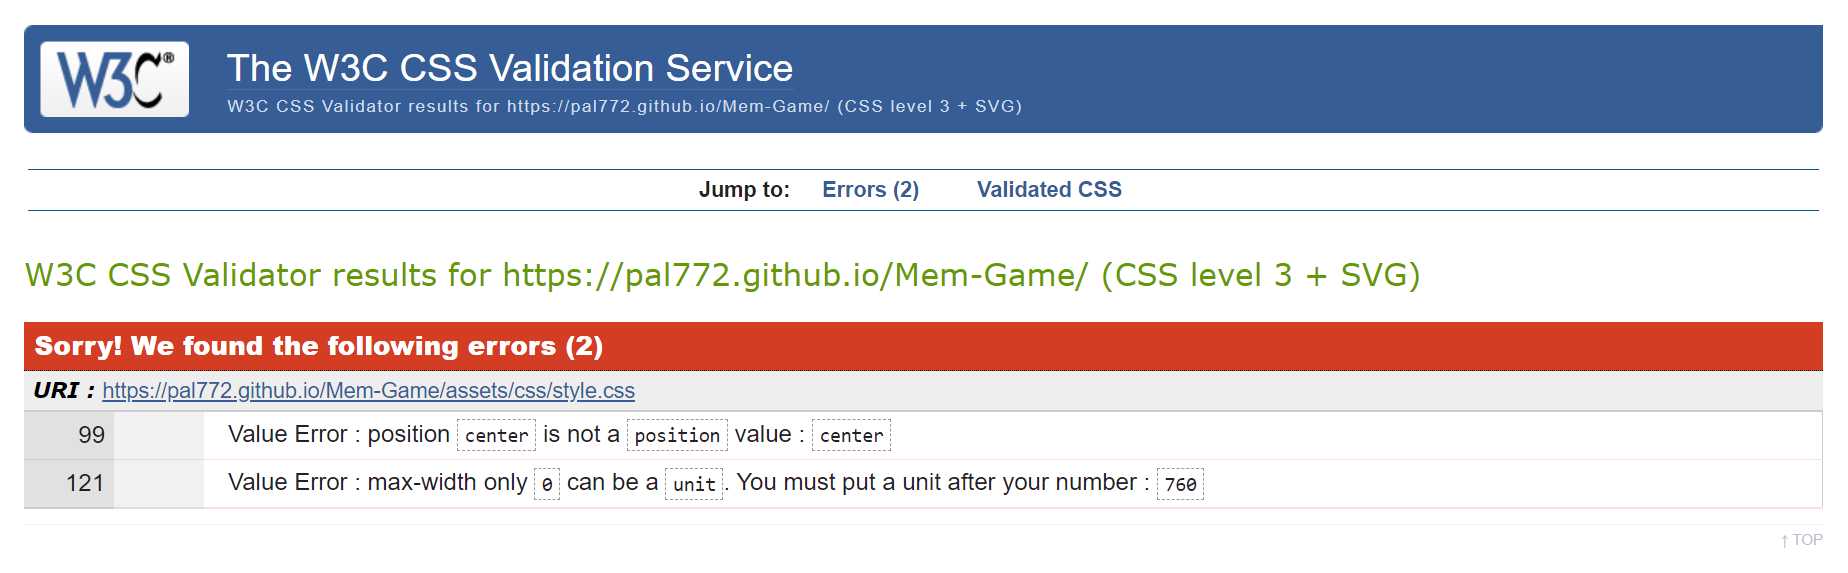 W3C®
The W3C CSS Validation Service
W3C CSS Validator results for https://pal772.github.io/Mem-Game/ (CSS level 3 + SVG)
Jump to: Errors (2) Validated CSS
W3C CSS Validator results for https://pal772.github.io/Mem-Game/ (CSS level 3 + SVG)
Sorry! We found the following errors (2)
URI : https://pal772.github.io/Mem-Game/assets/css/style.css
99 Value Error : position center is not a position value : center
121 Value Error : max-width only 0 can be a unit. You must put a unit after your number : 760
↑ TOP